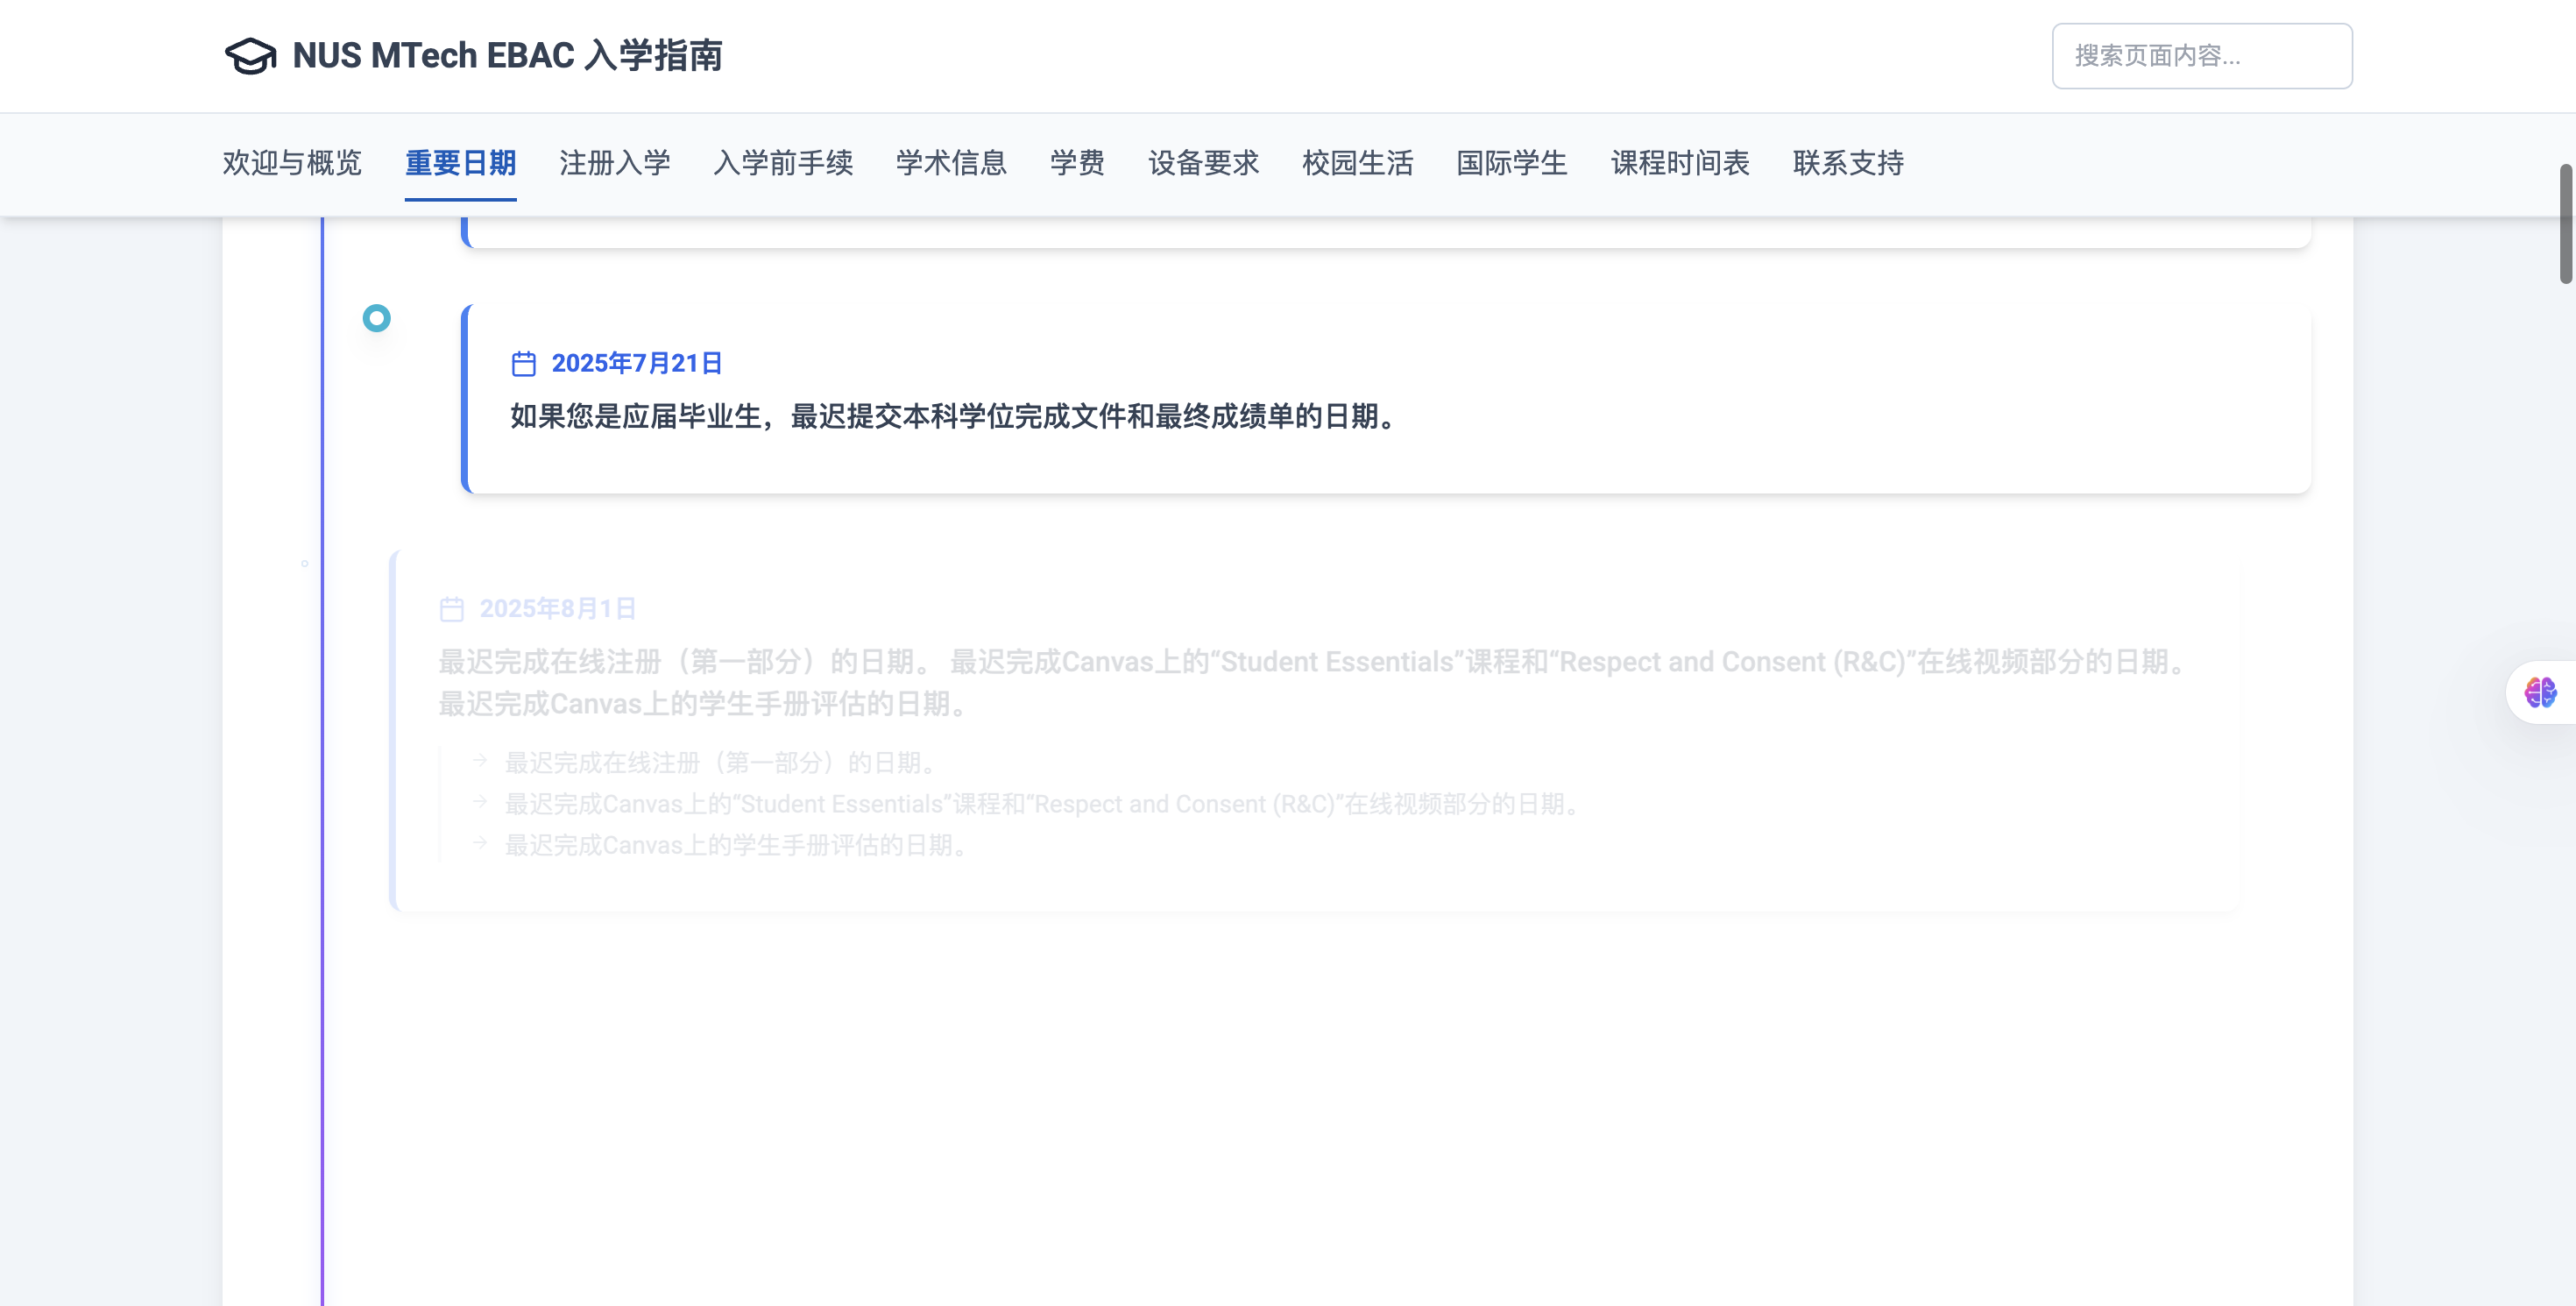 NUS MTech EBAC 入学指南
搜索页面内容...
欢迎与概览 重要日期 注册入学 入学前手续 学术信息 学费 设备要求 校园生活 国际学生 课程时间表 联系支持
2025年7月21日
如果您是应届毕业生，最迟提交本科学位完成文件和最终成绩单的日期。
2025年8月1日
最迟完成在线注册（第一部分）的日期。 最迟完成Canvas上的“Student Essentials”课程和“Respect and Consent (R&C)”在线视频部分的日期。
最迟完成Canvas上的学生手册评估的日期。
最迟完成在线注册（第一部分）的日期。
最迟完成Canvas上的“Student Essentials”课程和“Respect and Consent (R&C)”在线视频部分的日期。
最迟完成Canvas上的学生手册评估的日期。